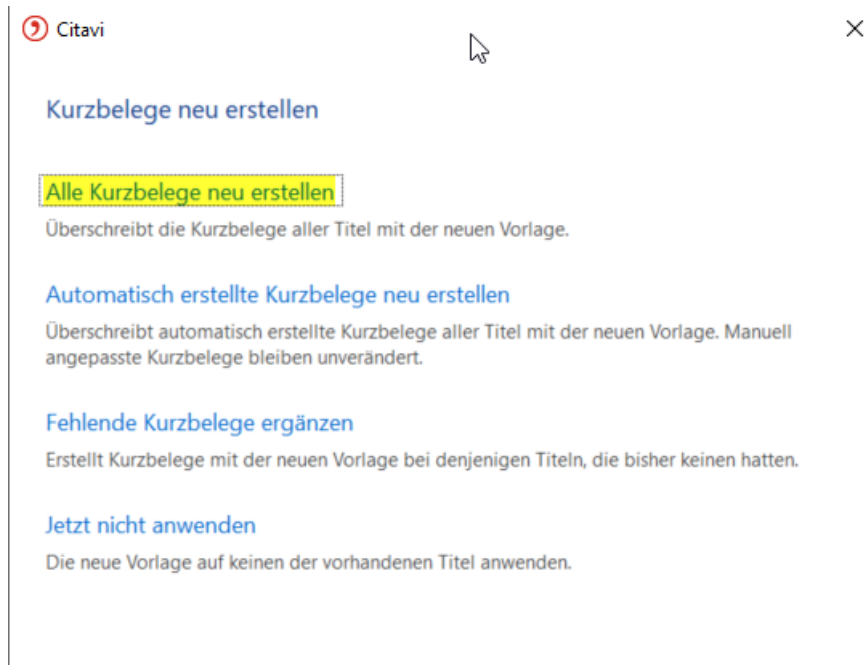 Citavi
Kurzbelege neu erstellen
Alle Kurzbelege neu erstellen
Überschreibt die Kurzbelege aller Titel mit der neuen Vorlage.
Automatisch erstellte Kurzbelege neu erstellen
Überschreibt automatisch erstellte Kurzbelege aller Titel mit der neuen Vorlage. Manuell
angepasste Kurzbelege bleiben unverändert.
Fehlende Kurzbelege ergänzen
Erstellt Kurzbelege mit der neuen Vorlage bei denjenigen Titeln, die bisher keinen hatten.
Jetzt nicht anwenden
Die neue Vorlage auf keinen der vorhandenen Titel anwenden.